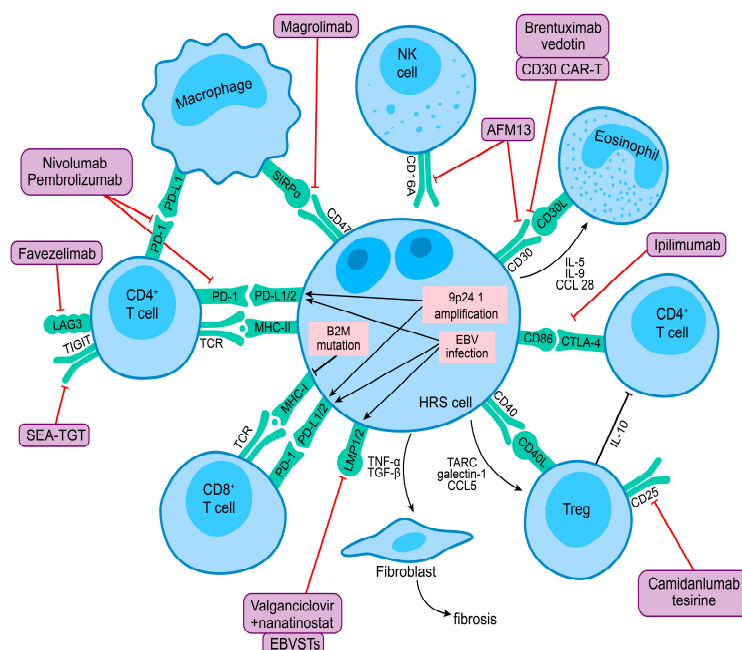 Magrolimab
Brentuximab
vedotin
CD30 CAR-T
NK
cell
Macrophage
AFM13
Eosinophil
Nivolumab
Pembrolizumab
PD-L1
PD-1
SIRPα
CD47
CD16A
CD30L
CD30
IL-5
IL-9
CCL 28
Ipilimumab
Favezelimab
CD4+
T cell
LAG3
TIGIT
PD-1
PD-L1/2
TCR
MHC-II
9p24 1
amplification
B2M
mutation
EBV
infection
CD86
CTLA-4
CD4+
T cell
HRS cell
SEA-TGT
TCR
MHC-I
PD-1
PD-L1/2
LMP1/2
CD8+
T cell
TNF-α
TGF-β
TARC
galectin-1
CCL5
CD40
CD40L
IL-10
Treg
CD25
Fibroblast
fibrosis
Valganciclovir
+nanatinostat
EBVSTs
Camidanlumab
tesirine